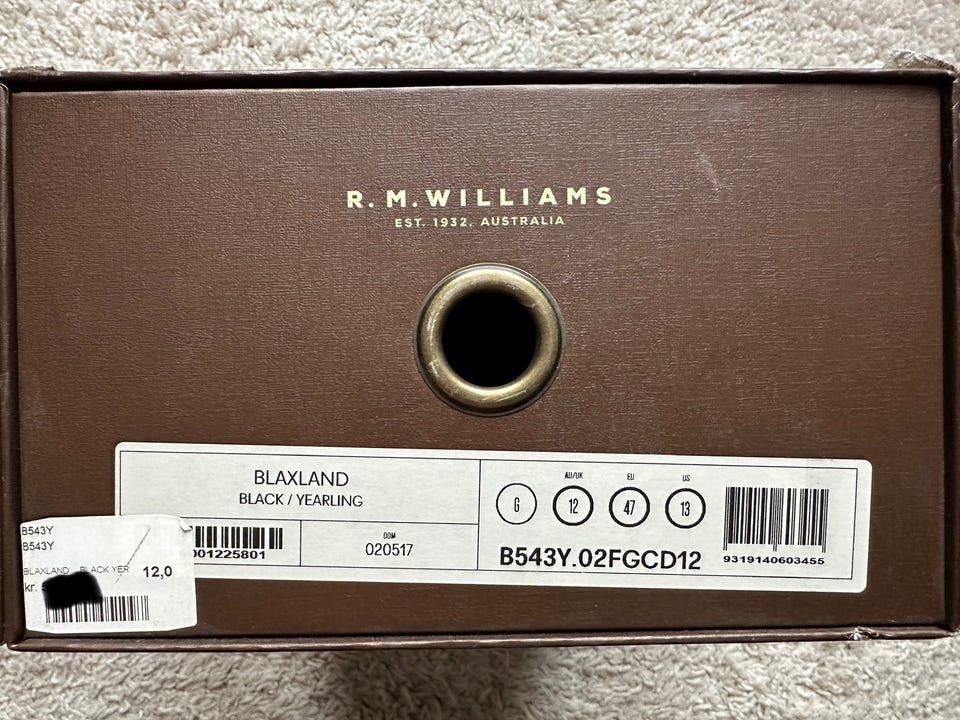 R. M. WILLIAMS
EST. 1932, AUSTRALIA
BLAXLAND
BLACK / YEARLING
001225801
DDM
020517
G
AU/UK
12
EU
47
US
13
B543Y.02FGCD12
9319140603455
B543Y
B543Y
BLAXLAND BLACK YER 12,0
kr.